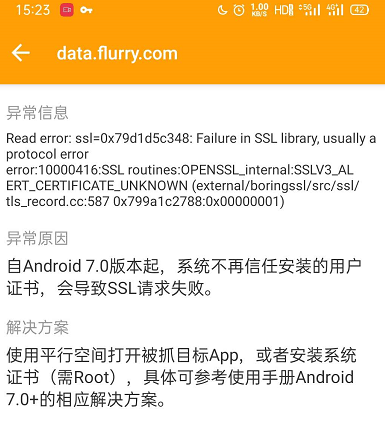 15:23 1.00 KB/S HD 5G 4G 42
data.flurry.com
异常信息
Read error: ssl=0x79d1d5c348: Failure in SSL library, usually a
protocol error
error:10000416:SSL routines:OPENSSL_internal:SSLV3_AL
ERT_CERTIFICATE_UNKNOWN (external/boringssl/src/ssl/
tls_record.cc:587 0x799a1c2788:0x00000001)
异常原因
自Android 7.0版本起，系统不再信任安装的用户
证书，会导致SSL请求失败。
解决方案
使用平行空间打开被抓目标App，或者安装系统
证书（需Root），具体可参考使用手册Android
7.0+的相应解决方案。